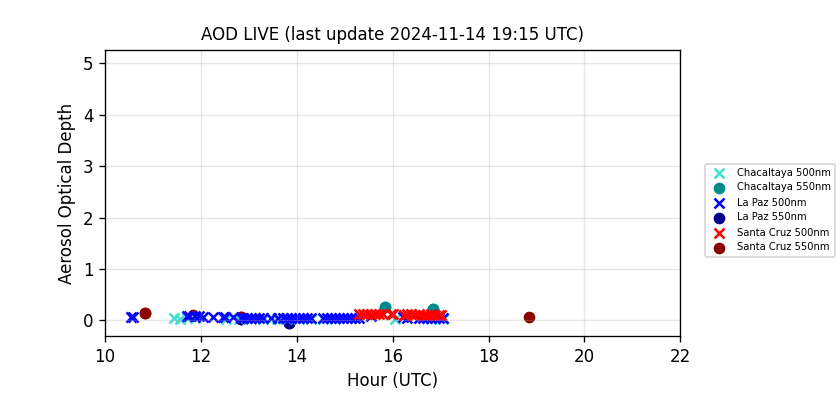 AOD LIVE (last update 2024-11-14 19:15 UTC)
Aerosol Optical Depth
5
4
3
2
1
0
10 12 14 16 18 20 22
Hour (UTC)
Chacaltaya 500nm
Chacaltaya 550nm
La Paz 500nm
La Paz 550nm
Santa Cruz 500nm
Santa Cruz 550nm